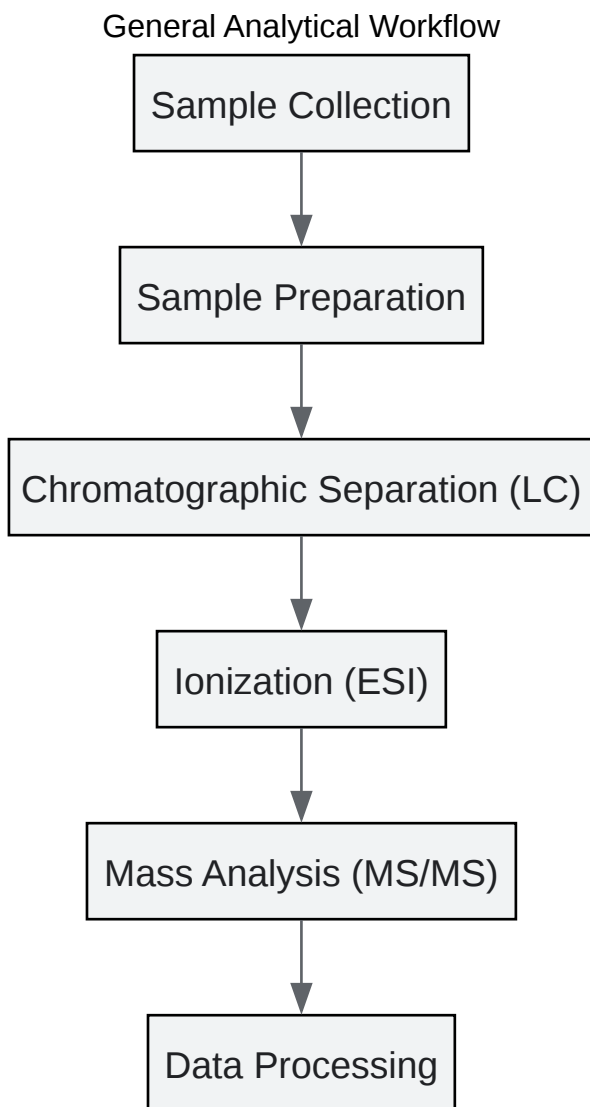 General Analytical Workflow
Sample Collection
Sample Preparation
Chromatographic Separation (LC)
Ionization (ESI)
Mass Analysis (MS/MS)
Data Processing